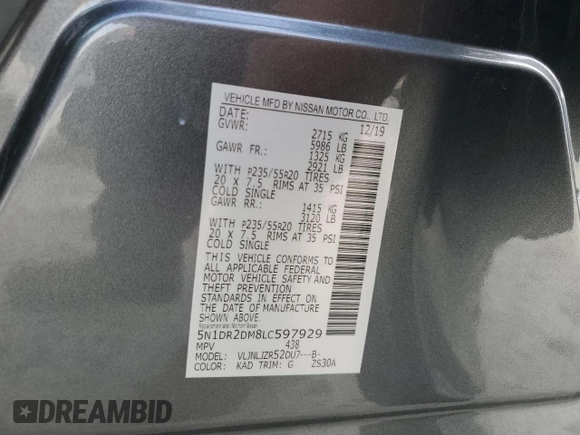 VEHICLE MFD BY NISSAN MOTOR CO., LTD.
DATE: 12/19
GVWR: 2715 KG
5986 LB
GAWR FR.: 1325 KG
2921 LB
WITH P235/55R20 TIRES
20 X 7.5 RIMS AT 35 PSI
COLD SINGLE
GAWR RR.: 1415 KG
3120 LB
WITH P235/55R20 TIRES
20 X 7.5 RIMS AT 35 PSI
COLD SINGLE
THIS VEHICLE CONFORMS TO
ALL APPLICABLE FEDERAL
MOTOR VEHICLE SAFETY AND
THEFT PREVENTION
STANDARDS IN EFFECT ON
THE DATE OF MANUFACTURE
SHOWN ABOVE.
5N1DR2DM8LC597929
MPV 438
MODEL: VLJNLIZR52DU7---B-
COLOR: KAD TRIM: G ZS30A
DREAMBID